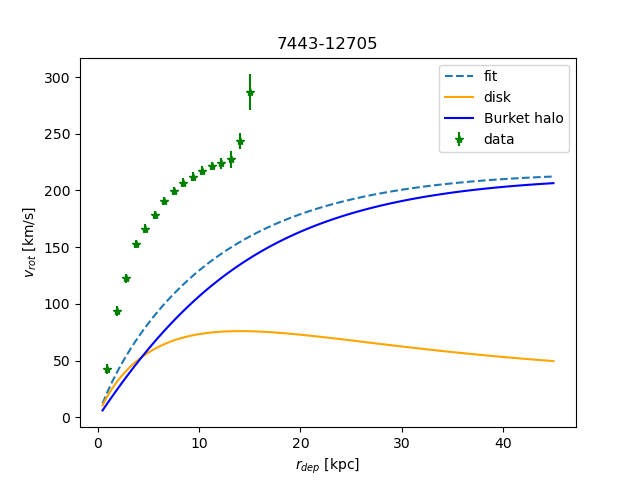 7443-12705
300
250
200
150
100
50
0
v_rot [km/s]
fit
disk
Burket halo
data
0 10 20 30 40
r_dep [kpc]